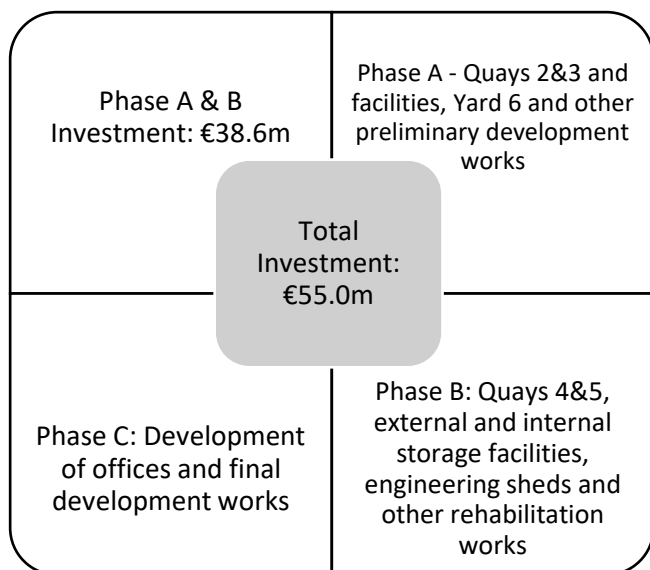 Phase A & B
Investment: €38.6m
Phase A - Quays 2&3 and
facilities, Yard 6 and other
preliminary development
works
Total
Investment:
€55.0m
Phase C: Development
of offices and final
development works
Phase B: Quays 4&5,
external and internal
storage facilities,
engineering sheds and
other rehabilitation
works